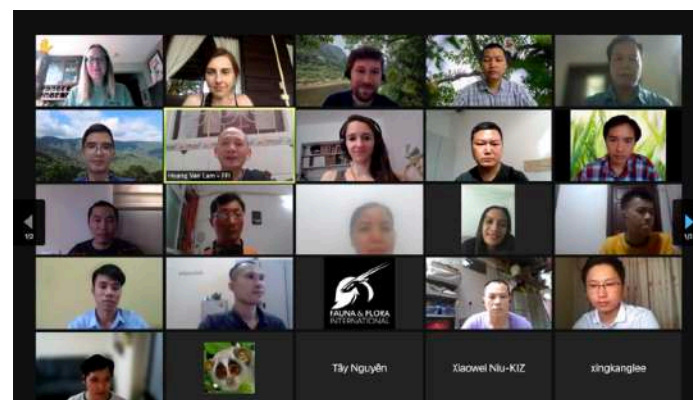 Hoang Van Lam - FFI
FAUNA & FLORA
INTERNATIONAL
Tây Nguyên
Xiaowei Niu-KIZ
xingkanglee